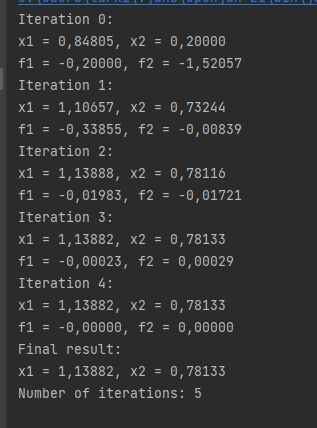 Iteration 0:
x1 = 0,84805, x2 = 0,20000
f1 = -0,20000, f2 = -1,52057
Iteration 1:
x1 = 1,10657, x2 = 0,73244
f1 = -0,33855, f2 = -0,00839
Iteration 2:
x1 = 1,13888, x2 = 0,78116
f1 = -0,01983, f2 = -0,01721
Iteration 3:
x1 = 1,13882, x2 = 0,78133
f1 = -0,00023, f2 = 0,00029
Iteration 4:
x1 = 1,13882, x2 = 0,78133
f1 = -0,00000, f2 = 0,00000
Final result:
x1 = 1,13882, x2 = 0,78133
Number of iterations: 5